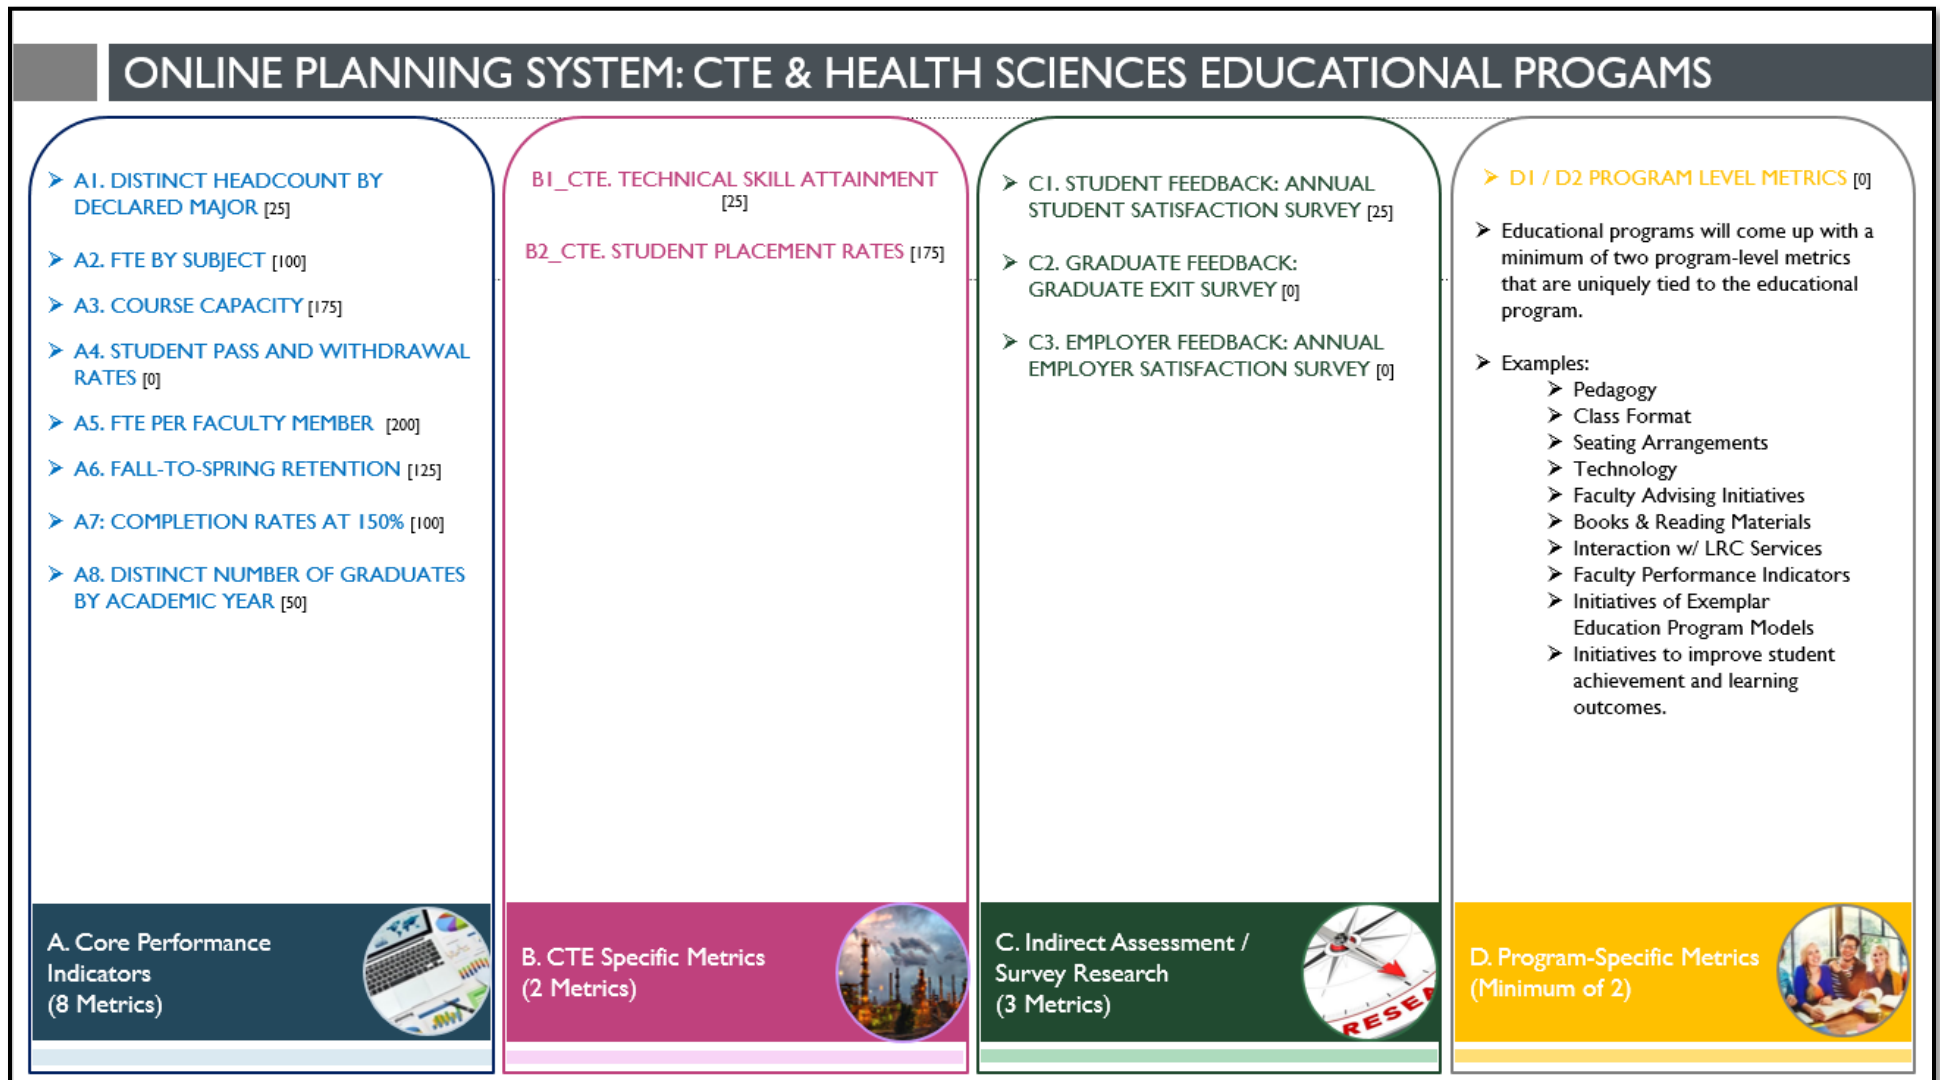 ONLINE PLANNING SYSTEM: CTE & HEALTH SCIENCES EDUCATIONAL PROGAMS
➢ A1. DISTINCT HEADCOUNT BY
DECLARED MAJOR [25]
➢ A2. FTE BY SUBJECT [100]
➢ A3. COURSE CAPACITY [175]
➢ A4. STUDENT PASS AND WITHDRAWAL
RATES [0]
➢ A5. FTE PER FACULTY MEMBER [200]
➢ A6. FALL-TO-SPRING RETENTION [125]
➢ A7: COMPLETION RATES AT 150% [100]
➢ A8. DISTINCT NUMBER OF GRADUATES
BY ACADEMIC YEAR [50]
A. Core Performance
Indicators
(8 Metrics)
B1_CTE. TECHNICAL SKILL ATTAINMENT
[25]
B2_CTE. STUDENT PLACEMENT RATES [175]
B. CTE Specific Metrics
(2 Metrics)
➢ C1. STUDENT FEEDBACK: ANNUAL
STUDENT SATISFACTION SURVEY [25]
➢ C2. GRADUATE FEEDBACK:
GRADUATE EXIT SURVEY [0]
➢ C3. EMPLOYER FEEDBACK: ANNUAL
EMPLOYER SATISFACTION SURVEY [0]
C. Indirect Assessment /
Survey Research
(3 Metrics)
RESEA
➢ D1 / D2 PROGRAM LEVEL METRICS [0]
➢ Educational programs will come up with a
minimum of two program-level metrics
that are uniquely tied to the educational
program.
➢ Examples:
➢ Pedagogy
➢ Class Format
➢ Seating Arrangements
➢ Technology
➢ Faculty Advising Initiatives
➢ Books & Reading Materials
➢ Interaction w/ LRC Services
➢ Faculty Performance Indicators
➢ Initiatives of Exemplar
Education Program Models
➢ Initiatives to improve student
achievement and learning
outcomes.
D. Program-Specific Metrics
(Minimum of 2)